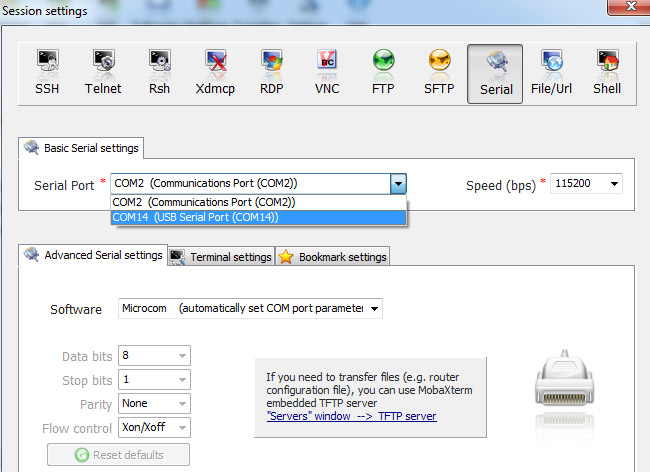 Session settings
SSH Telnet Rsh Xdmcp RDP VNC FTP SFTP Serial File/Url Shell
Basic Serial settings
Serial Port * COM2 (Communications Port (COM2)) Speed (bps) * 115200
COM2 (Communications Port (COM2))
COM14 (USB Serial Port (COM14))
Advanced Serial settings Terminal settings Bookmark settings
Software Microcom (automatically set COM port parameter
Data bits 8
Stop bits 1
Parity None
Flow control Xon/Xoff
Reset defaults
If you need to transfer files (e.g. router
configuration file), you can use MobaXterm
embedded TFTP server
"Servers" window --> TFTP server